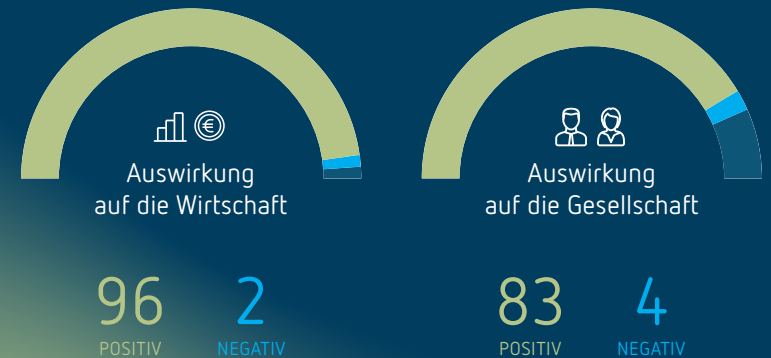 €
Auswirkung
auf die Wirtschaft
96 2
POSITIV NEGATIV
Auswirkung
auf die Gesellschaft
83 4
POSITIV NEGATIV